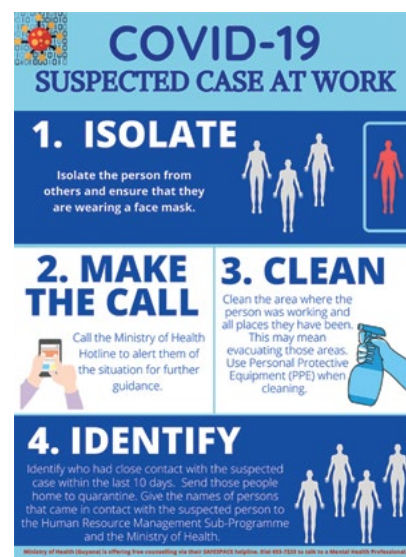 COVID-19
SUSPECTED CASE AT WORK
1. ISOLATE
Isolate the person from
others and ensure that they
are wearing a face mask.
2. MAKE
THE CALL
Call the Ministry of Health
Hotline to alert them of
the situation for further
guidance.
3. CLEAN
Clean the area where the
person was working and
all places they have been.
This may mean
evacuating those areas.
Use Personal Protective
Equipment (PPE) when
cleaning.
4. IDENTIFY
Identify who had close contact with the suspected
case within the last 10 days. Send those people
home to quarantine. Give the names of persons
that came in contact with the suspected person to
the Human Resource Management Sub-Programme
and the Ministry of Health.
Ministry of Health (Guyana) is offering free counselling via their SAFESPACE helpline. Dial 655-7233 to talk to a Mental Health Professional